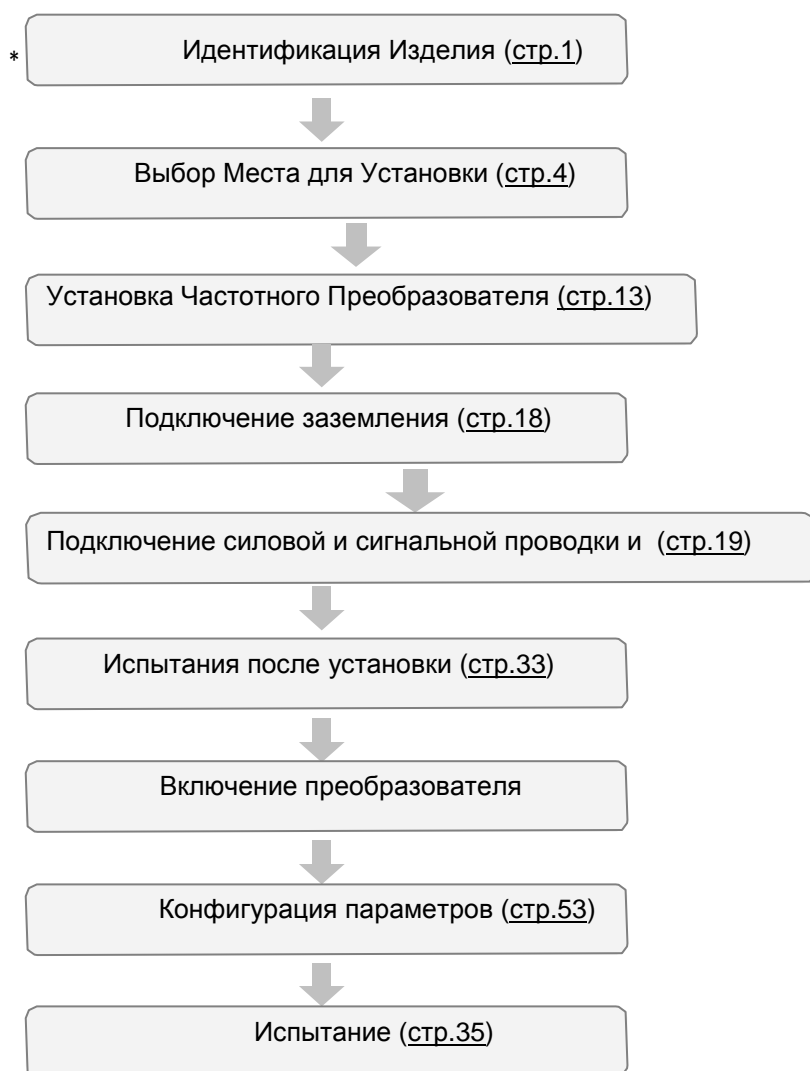 * Идентификация Изделия (стр.1)
Выбор Места для Установки (стр.4)
Установка Частотного Преобразователя (стр.13)
Подключение заземления (стр.18)
Подключение силовой и сигнальной проводки и (стр.19)
Испытания после установки (стр.33)
Включение преобразователя
Конфигурация параметров (стр.53)
Испытание (стр.35)